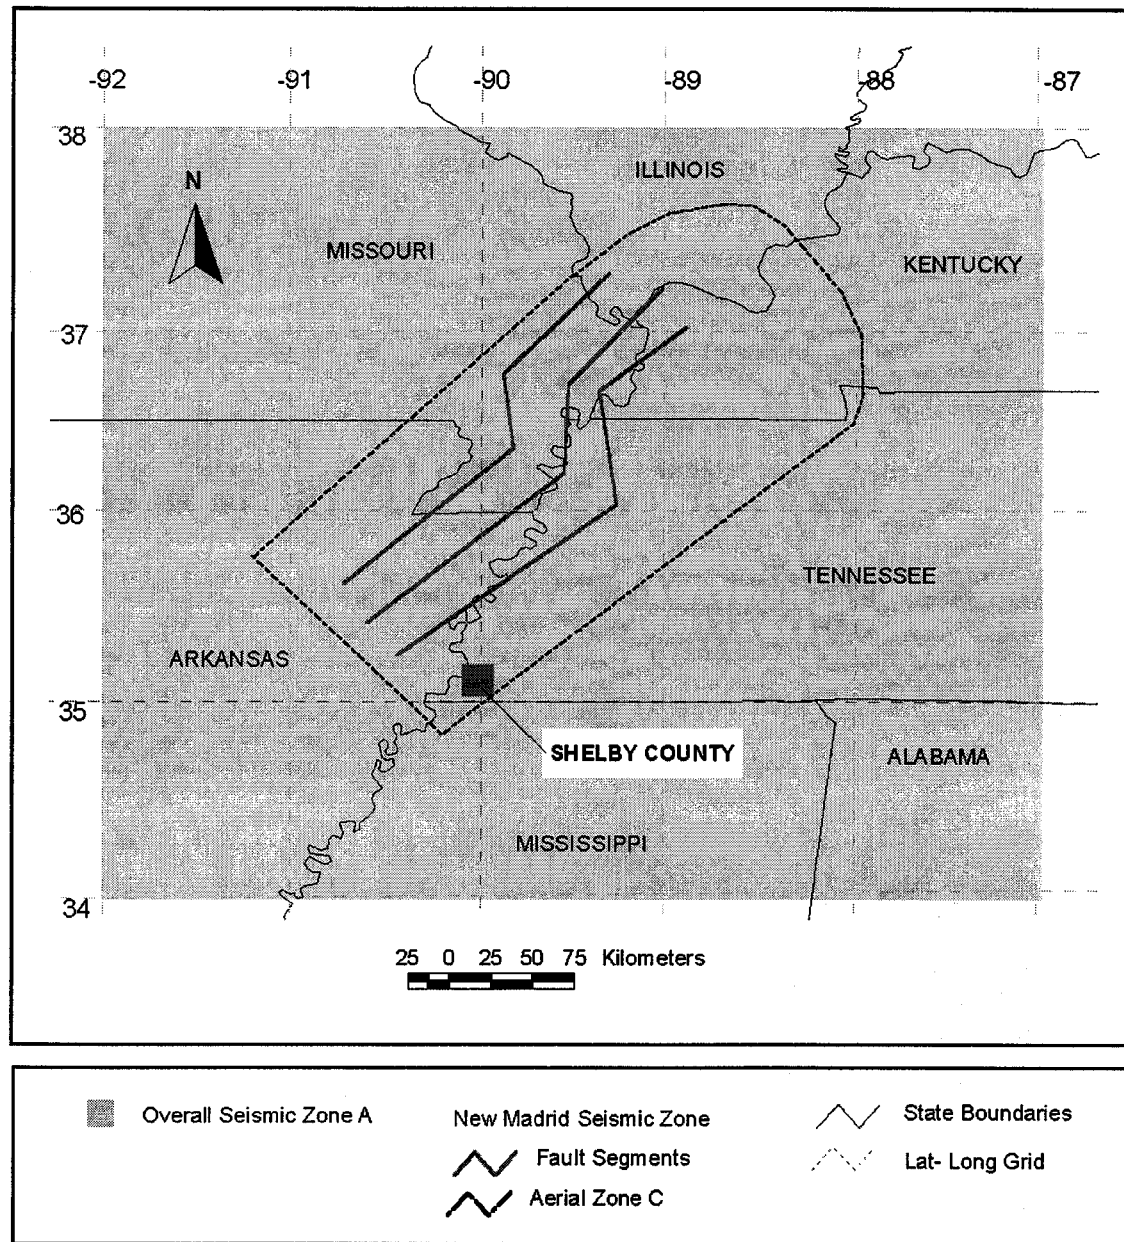 -92 -91 -90 -89 -88 -87
38
ILLINOIS
N
MISSOURI
KENTUCKY
37
36
TENNESSEE
ARKANSAS
35
SHELBY COUNTY
ALABAMA
MISSISSIPPI
34
25 0 25 50 75 Kilometers
Overall Seismic Zone A
New Madrid Seismic Zone
Fault Segments
Aerial Zone C
State Boundaries
Lat- Long Grid